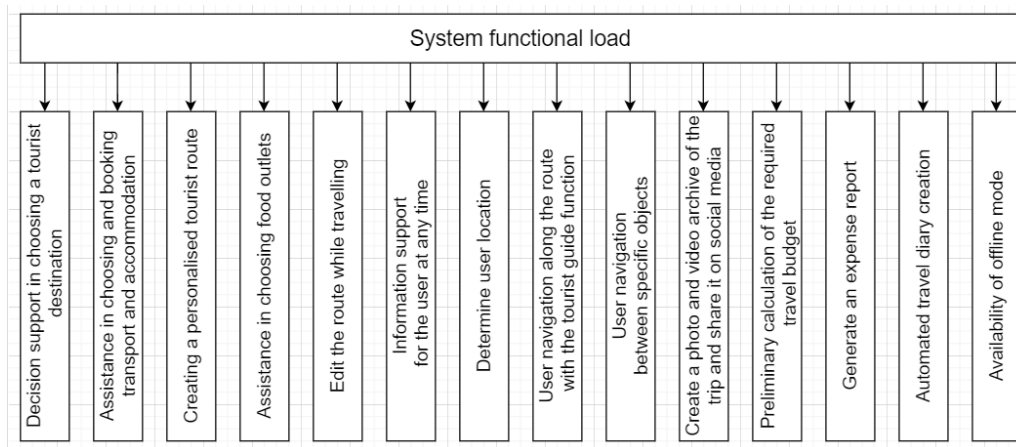 System functional load
Decision support in choosing a tourist
destination
Assistance in choosing and booking
transport and accommodation
Creating a personalised tourist route
Assistance in choosing food outlets
Edit the route while travelling
Information support
for the user at any time
Determine user location
User navigation along the route
with the tourist guide function
User navigation
between specific objects
Create a photo and video archive of the
trip and share it on social media
Preliminary calculation of the required
travel budget
Generate an expense report
Automated travel diary creation
Availability of offline mode